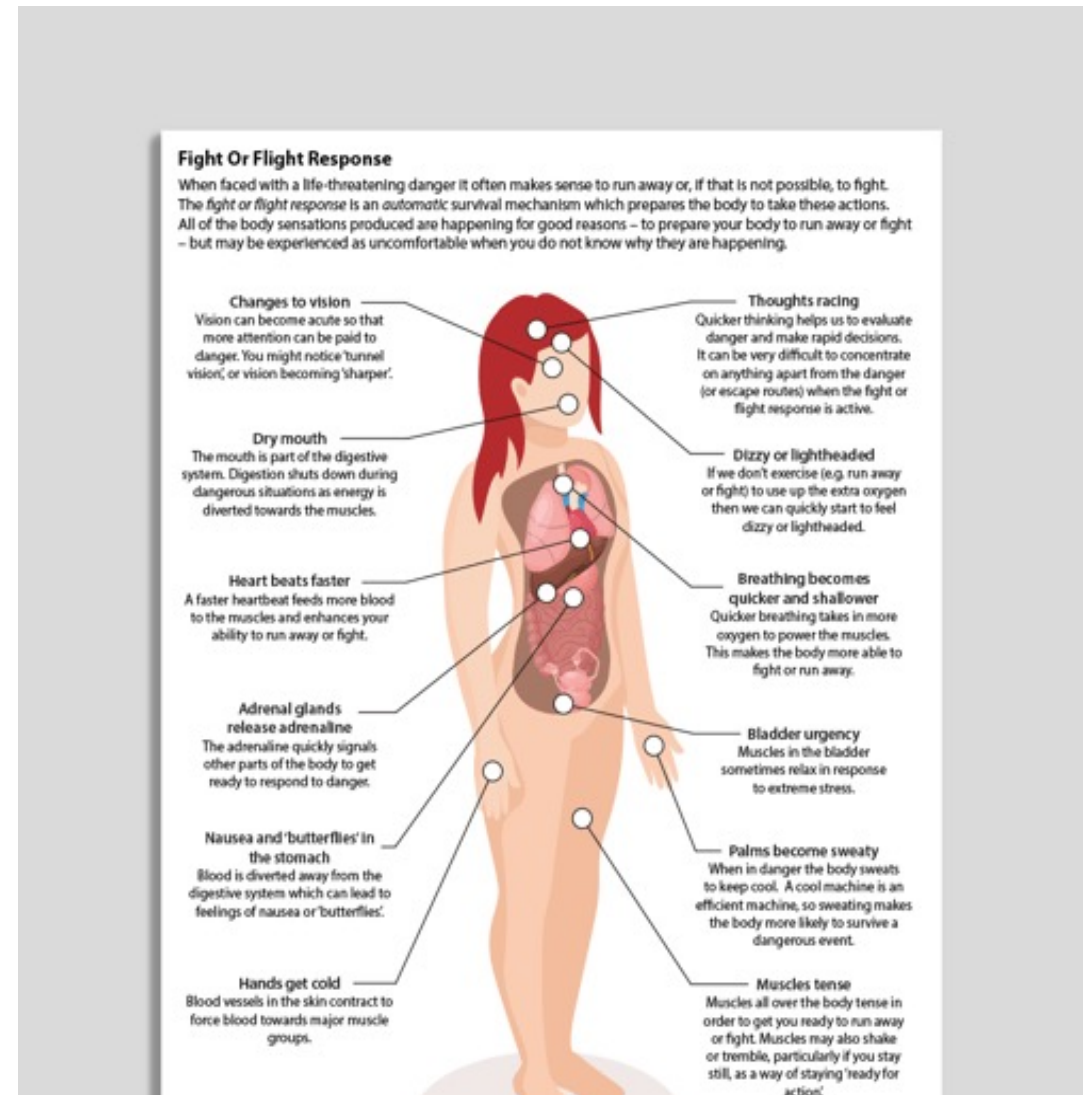 Fight Or Flight Response
When faced with a life-threatening danger it often makes sense to run away or, if that is not possible, to fight.
The fight or flight response is an automatic survival mechanism which prepares the body to take these actions.
All of the body sensations produced are happening for good reasons – to prepare your body to run away or fight
– but may be experienced as uncomfortable when you do not know why they are happening.
Changes to vision
Vision can become acute so that
more attention can be paid to
danger. You might notice 'tunnel
vision', or vision becoming 'sharper'.
Dry mouth
The mouth is part of the digestive
system. Digestion shuts down during
dangerous situations as energy is
diverted towards the muscles.
Heart beats faster
A faster heartbeat feeds more blood
to the muscles and enhances your
ability to run away or fight.
Adrenal glands
release adrenaline
The adrenaline quickly signals
other parts of the body to get
ready to respond to danger.
Nausea and 'butterflies' in
the stomach
Blood is diverted away from the
digestive system which can lead to
feelings of nausea or 'butterflies'.
Hands get cold
Blood vessels in the skin contract to
force blood towards major muscle
groups.
Thoughts racing
Quicker thinking helps us to evaluate
danger and make rapid decisions.
It can be very difficult to concentrate
on anything apart from the danger
(or escape routes) when the fight or
flight response is active.
Dizzy or lightheaded
If we don't exercise (e.g. run away
or fight) to use up the extra oxygen
then we can quickly start to feel
dizzy or lightheaded.
Breathing becomes
quicker and shallower
Quicker breathing takes in more
oxygen to power the muscles.
This makes the body more able to
fight or run away.
Bladder urgency
Muscles in the bladder
sometimes relax in response
to extreme stress.
Palms become sweaty
When in danger the body sweats
to keep cool. A cool machine is an
efficient machine, so sweating makes
the body more likely to survive a
dangerous event.
Muscles tense
Muscles all over the body tense in
order to get you ready to run away
or fight. Muscles may also shake
or tremble, particularly if you stay
still, as a way of staying 'ready for
action'.